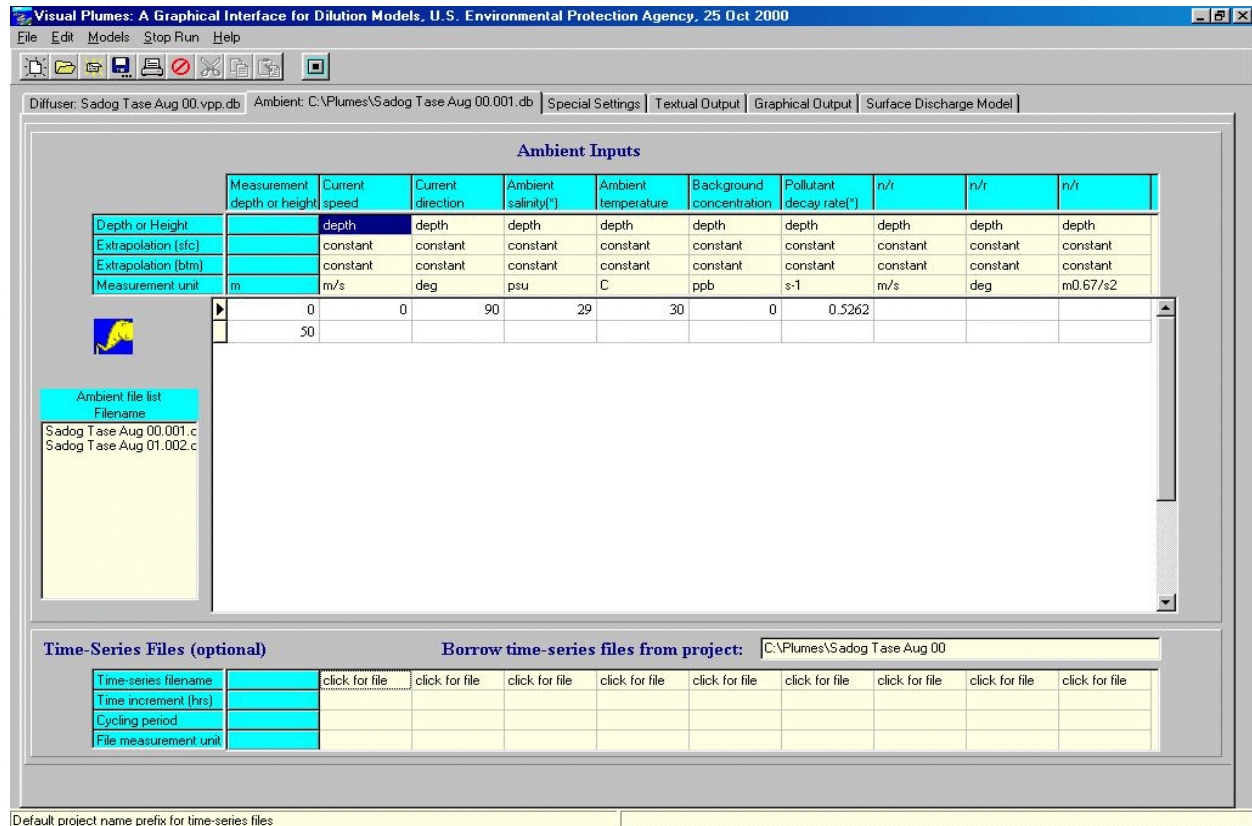 Visual Plumes: A Graphical Interface for Dilution Models, U.S. Environmental Protection Agency, 25 Oct 2000
File Edit Models Stop Run Help
Diffuser: Sadog Tase Aug 00.vpp.db Ambient: C:\Plumes\Sadog Tase Aug 00.001.db Special Settings Textual Output Graphical Output Surface Discharge Model
Ambient Inputs
Measurement Current Current Ambient Ambient Background Pollutant n/r n/r n/r
depth or height speed direction salinity(*) temperature concentration decay rate(*)
Depth or Height depth depth depth depth depth depth depth depth depth
Extrapolation (sfc) constant constant constant constant constant constant constant constant constant
Extrapolation (btm) constant constant constant constant constant constant constant constant constant
Measurement unit m m/s deg psu C ppb s-1 m/s deg m0.67/s2
0 0 90 29 30 0 0.5262
50
Ambient file list
Filename
Sadog Tase Aug 00.001.c
Sadog Tase Aug 01.002.c
Time-Series Files (optional) Borrow time-series files from project: C:\Plumes\Sadog Tase Aug 00
Time-series filename click for file click for file click for file click for file click for file click for file click for file click for file click for file
Time increment (hrs)
Cycling period
File measurement unit
Default project name prefix for time-series files